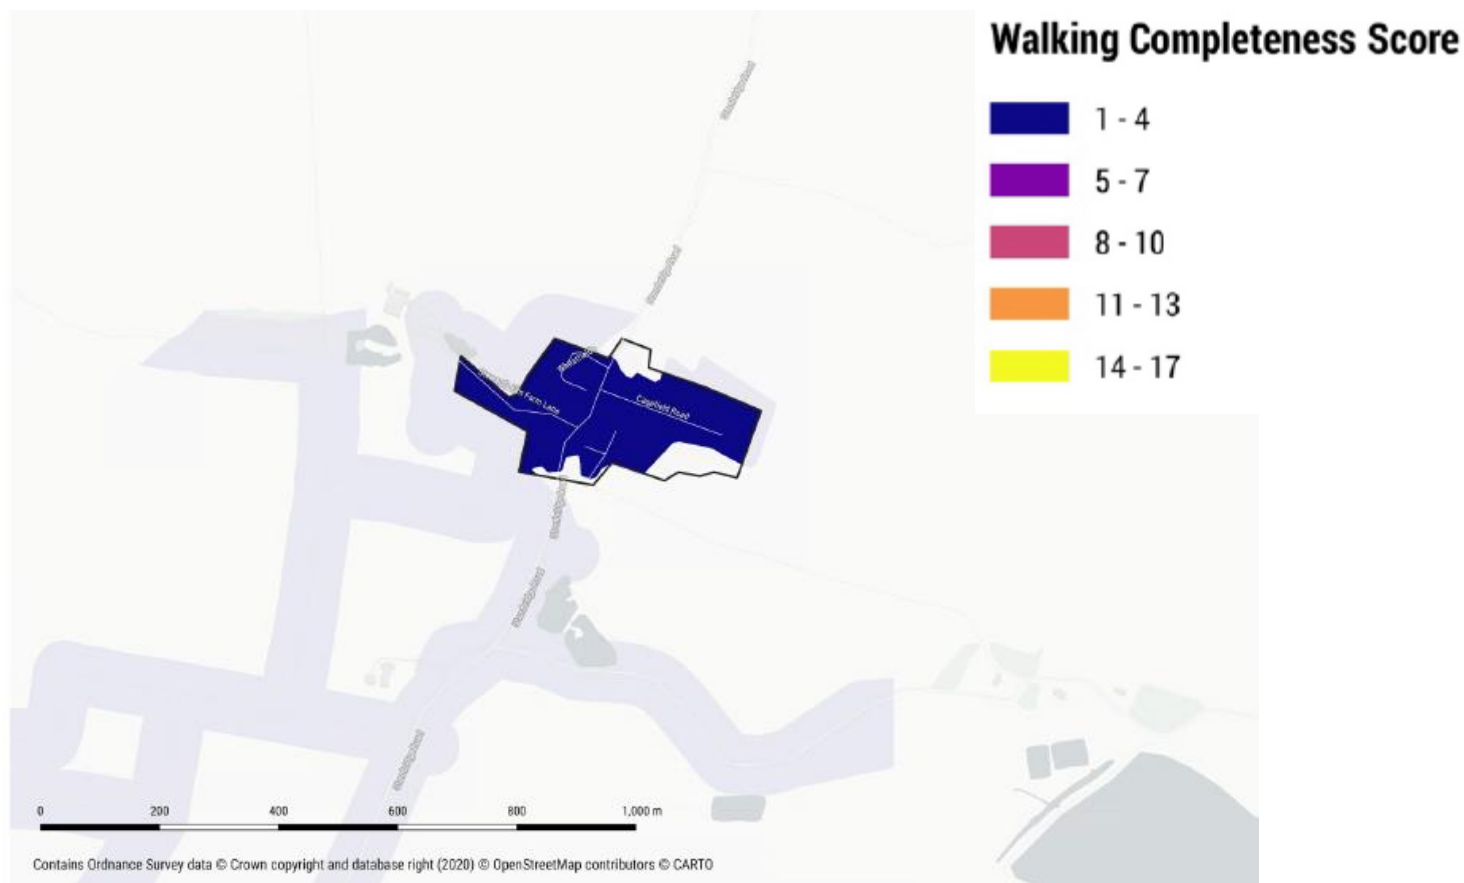 Walking Completeness Score
1 - 4
5 - 7
8 - 10
11 - 13
14 - 17
Farm Lane
Cagefield Road
0 200 400 600 800 1,000 m
Contains Ordnance Survey data © Crown copyright and database right (2020) © OpenStreetMap contributors © CARTO